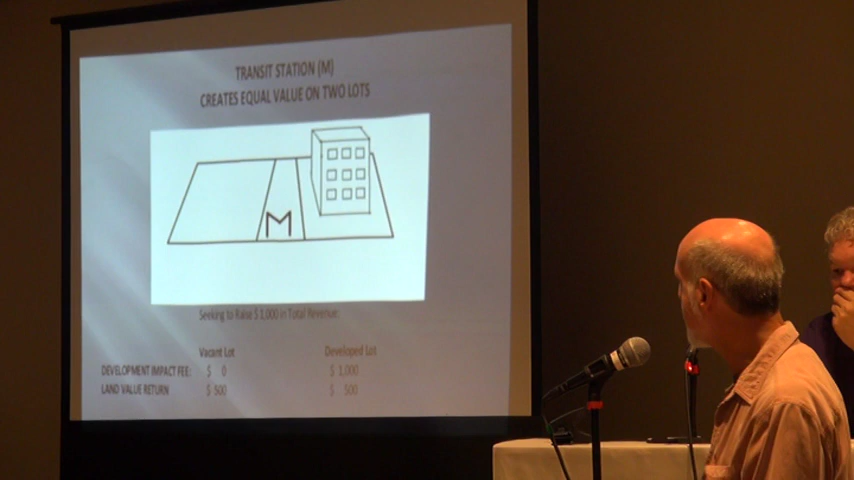 TRANSIT STATION (M)
CREATES EQUAL VALUE ON TWO LOTS
M
Seeking to Raise $1,000 in Total Revenue:
Vacant Lot Developed Lot
DEVELOPMENT IMPACT FEE: $ 0 $ 1,000
LAND VALUE RETURN $ 500 $ 500